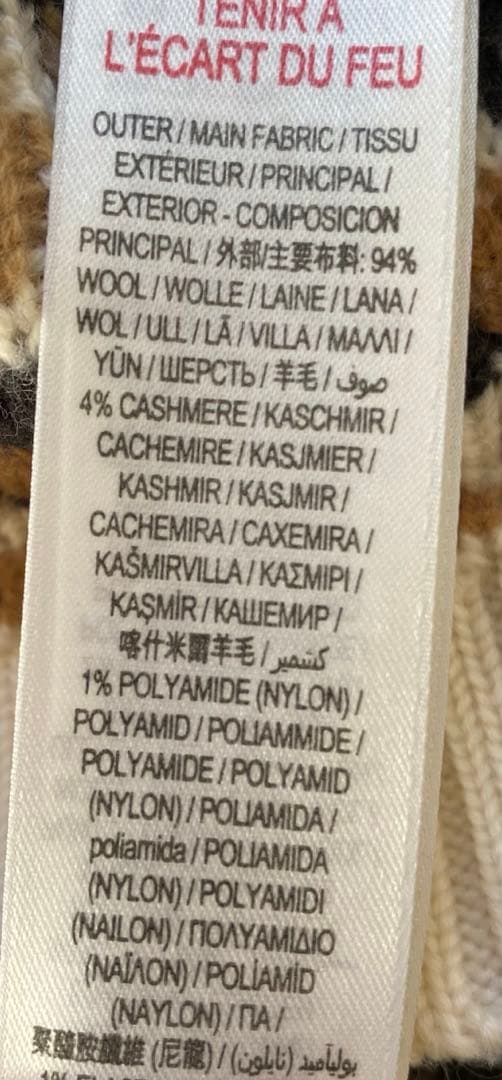 TENIR À
L'ÉCART DU FEU
OUTER / MAIN FABRIC / TISSU
EXTÉRIEUR / PRINCIPAL /
EXTERIOR - COMPOSICION
PRINCIPAL / 外部/主要布料: 94%
WOOL / WOLLE / LAINE / LANA /
WOL / ULL / LÃ / VILLA / ΜΑΛΛΙ /
YÜN / ШЕРСТЬ / 羊毛 / صوف
4% CASHMERE / KASCHMIR /
CACHEMIRE / KASJMIER /
KASHMIR / KASJMIR /
CACHEMIRA / CAXEMIRA /
KAŠMIRVILLA / ΚΑΣΜΙΡΙ /
KAŞMİR / КАШЕМИР /
喀什米爾羊毛 / كشمير
1% POLYAMIDE (NYLON) /
POLYAMID / POLIAMMIDE /
POLYAMIDE / POLYAMID
(NYLON) / POLIAMIDA /
poliamida / POLIAMIDA
(NYLON) / POLYAMIDI
(NAILON) / ΠΟΛΥΑΜΙΔΙΟ
(ΝΑΪΛΟΝ) / POLİAMİD
(NAYLON) / ПА /
聚醯胺纖維 (尼龍) / بوليآميد (نايلون)